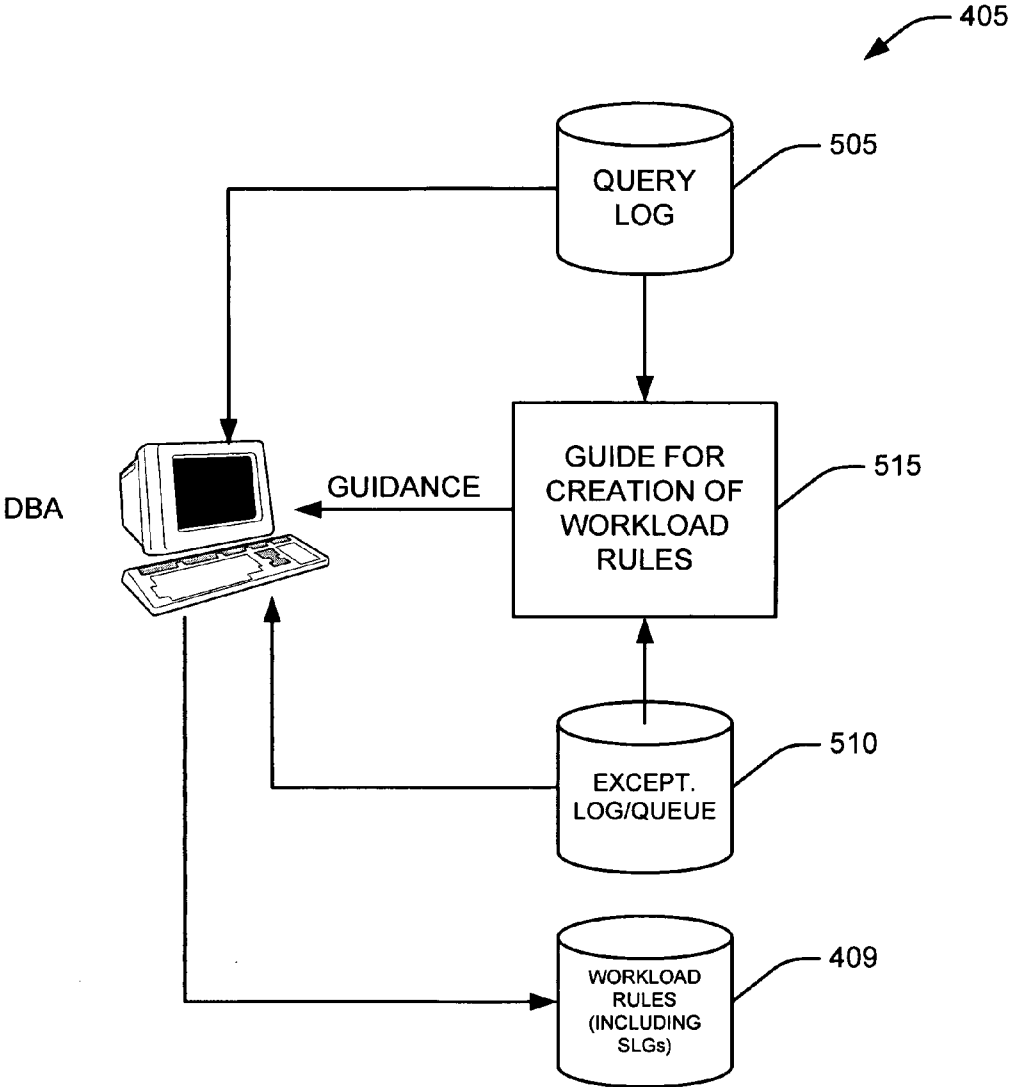 405
QUERY
LOG
505
GUIDE FOR
CREATION OF
WORKLOAD
RULES
515
GUIDANCE
DBA
EXCEPT.
LOG/QUEUE
510
WORKLOAD
RULES
(INCLUDING
SLGs)
409